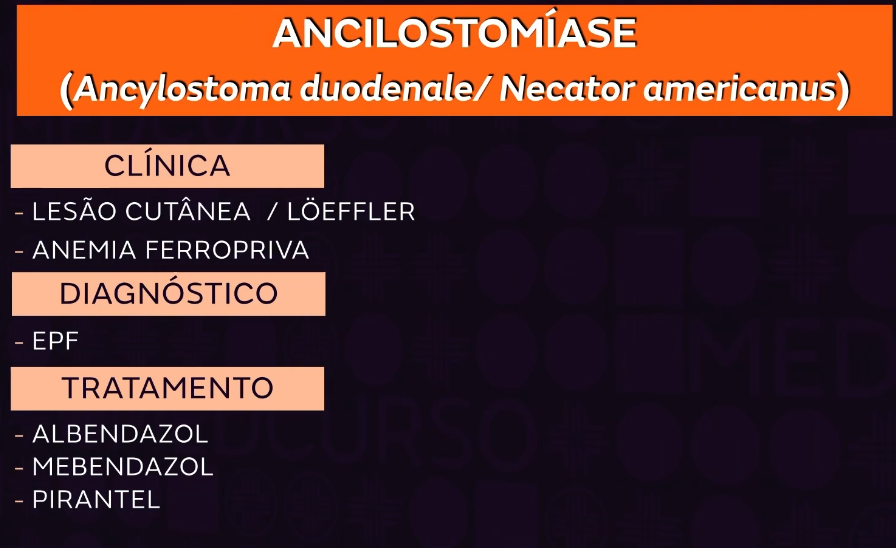 ANCILOSTOMÍASE
(Ancylostoma duodenale/ Necator americanus)
CLÍNICA
- LESÃO CUTÂNEA / LÖEFFLER
- ANEMIA FERROPRIVA
DIAGNÓSTICO
- EPF
TRATAMENTO
- ALBENDAZOL
- MEBENDAZOL
- PIRANTEL